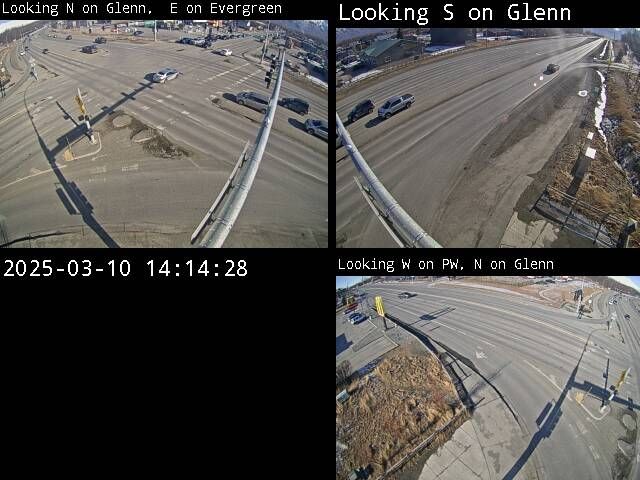 Looking N on Glenn,  E on Evergreen
Looking S on Glenn
2025-03-10 14:14:28
Looking W on PW, N on Glenn